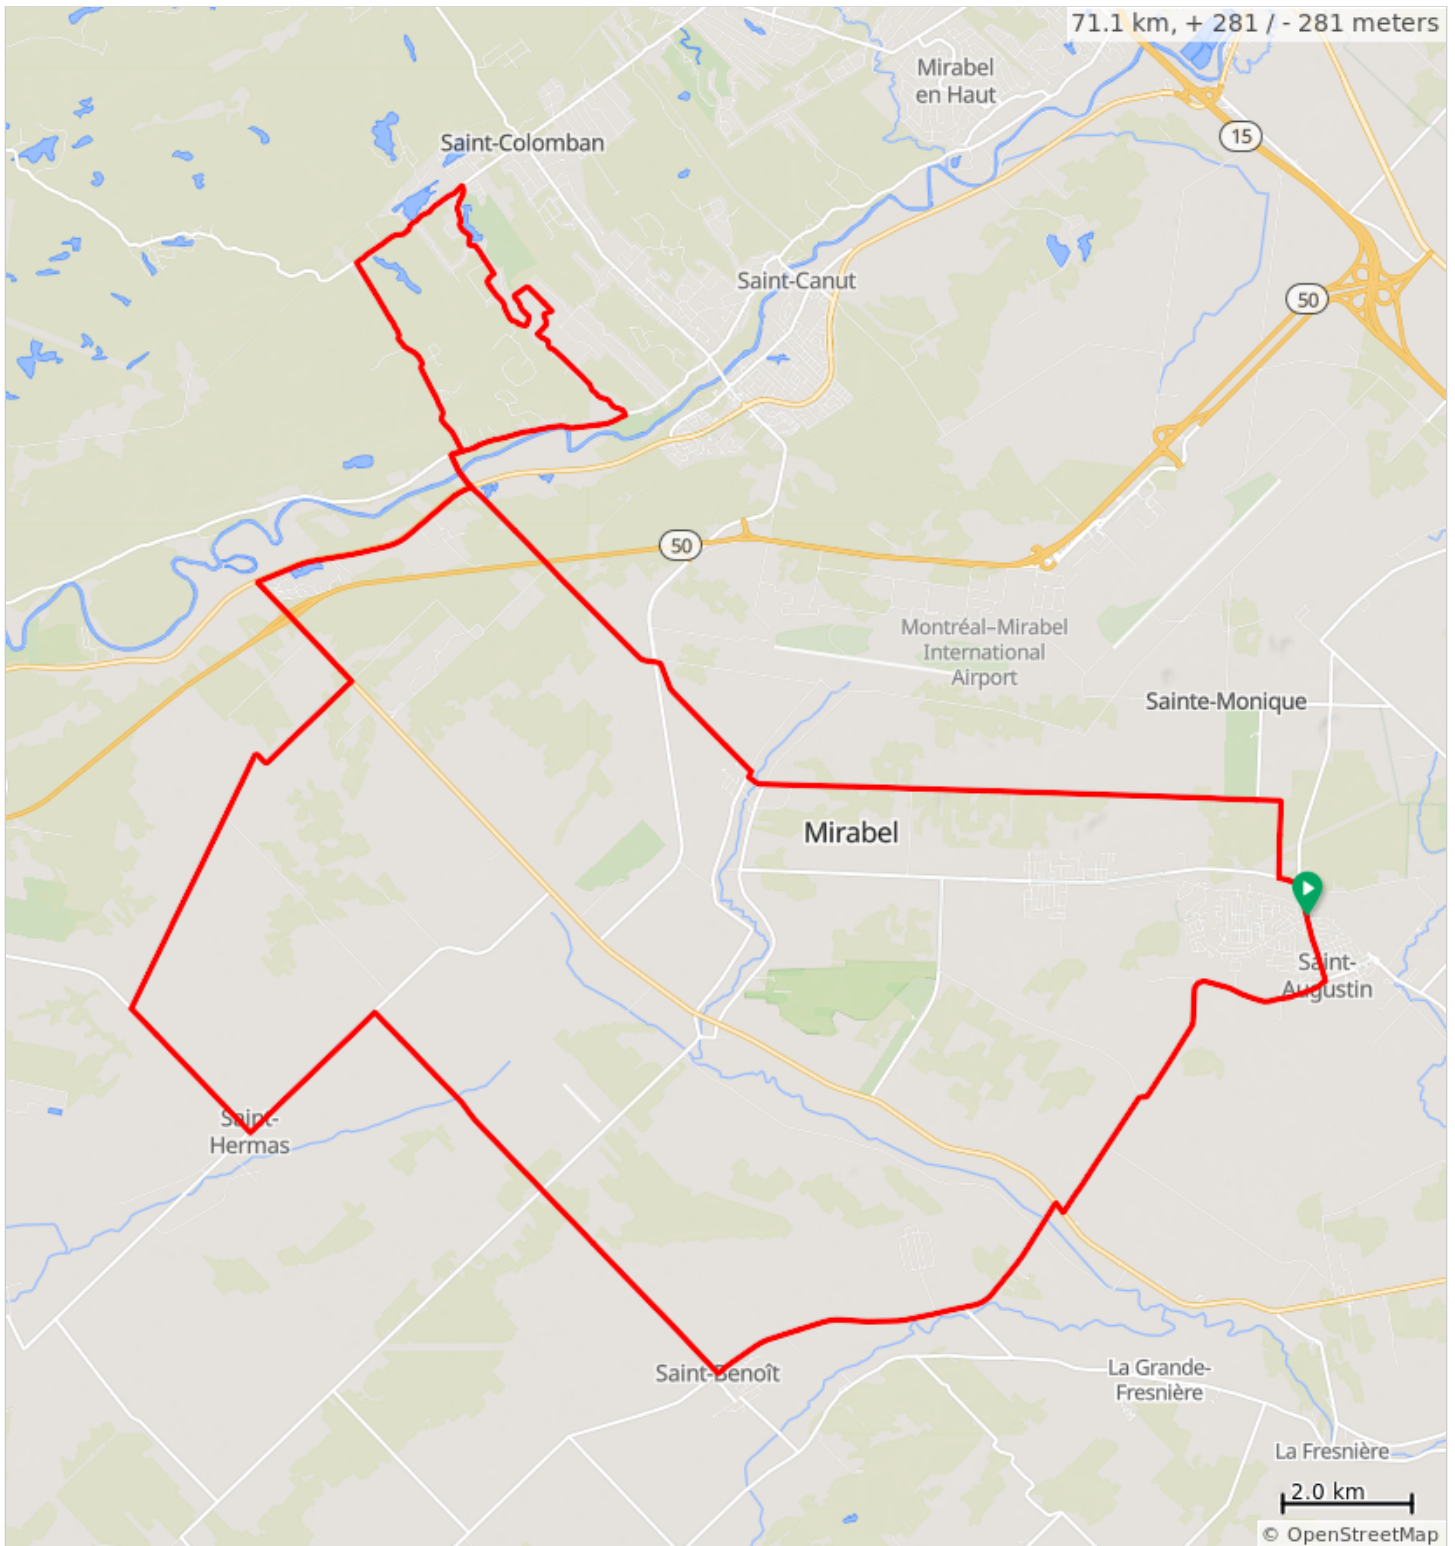 71.1 km, + 281 / - 281 meters
Mirabel
en Haut
15
Saint-Colomban
Saint-Canut
50
50
Montréal–Mirabel
International
Airport
Sainte-Monique
Mirabel
Saint-
Augustin
Saint-
Hermas
Saint-Benoît
La Grande-
Fresnière
La Fresnière
2.0 km
© OpenStreetMap